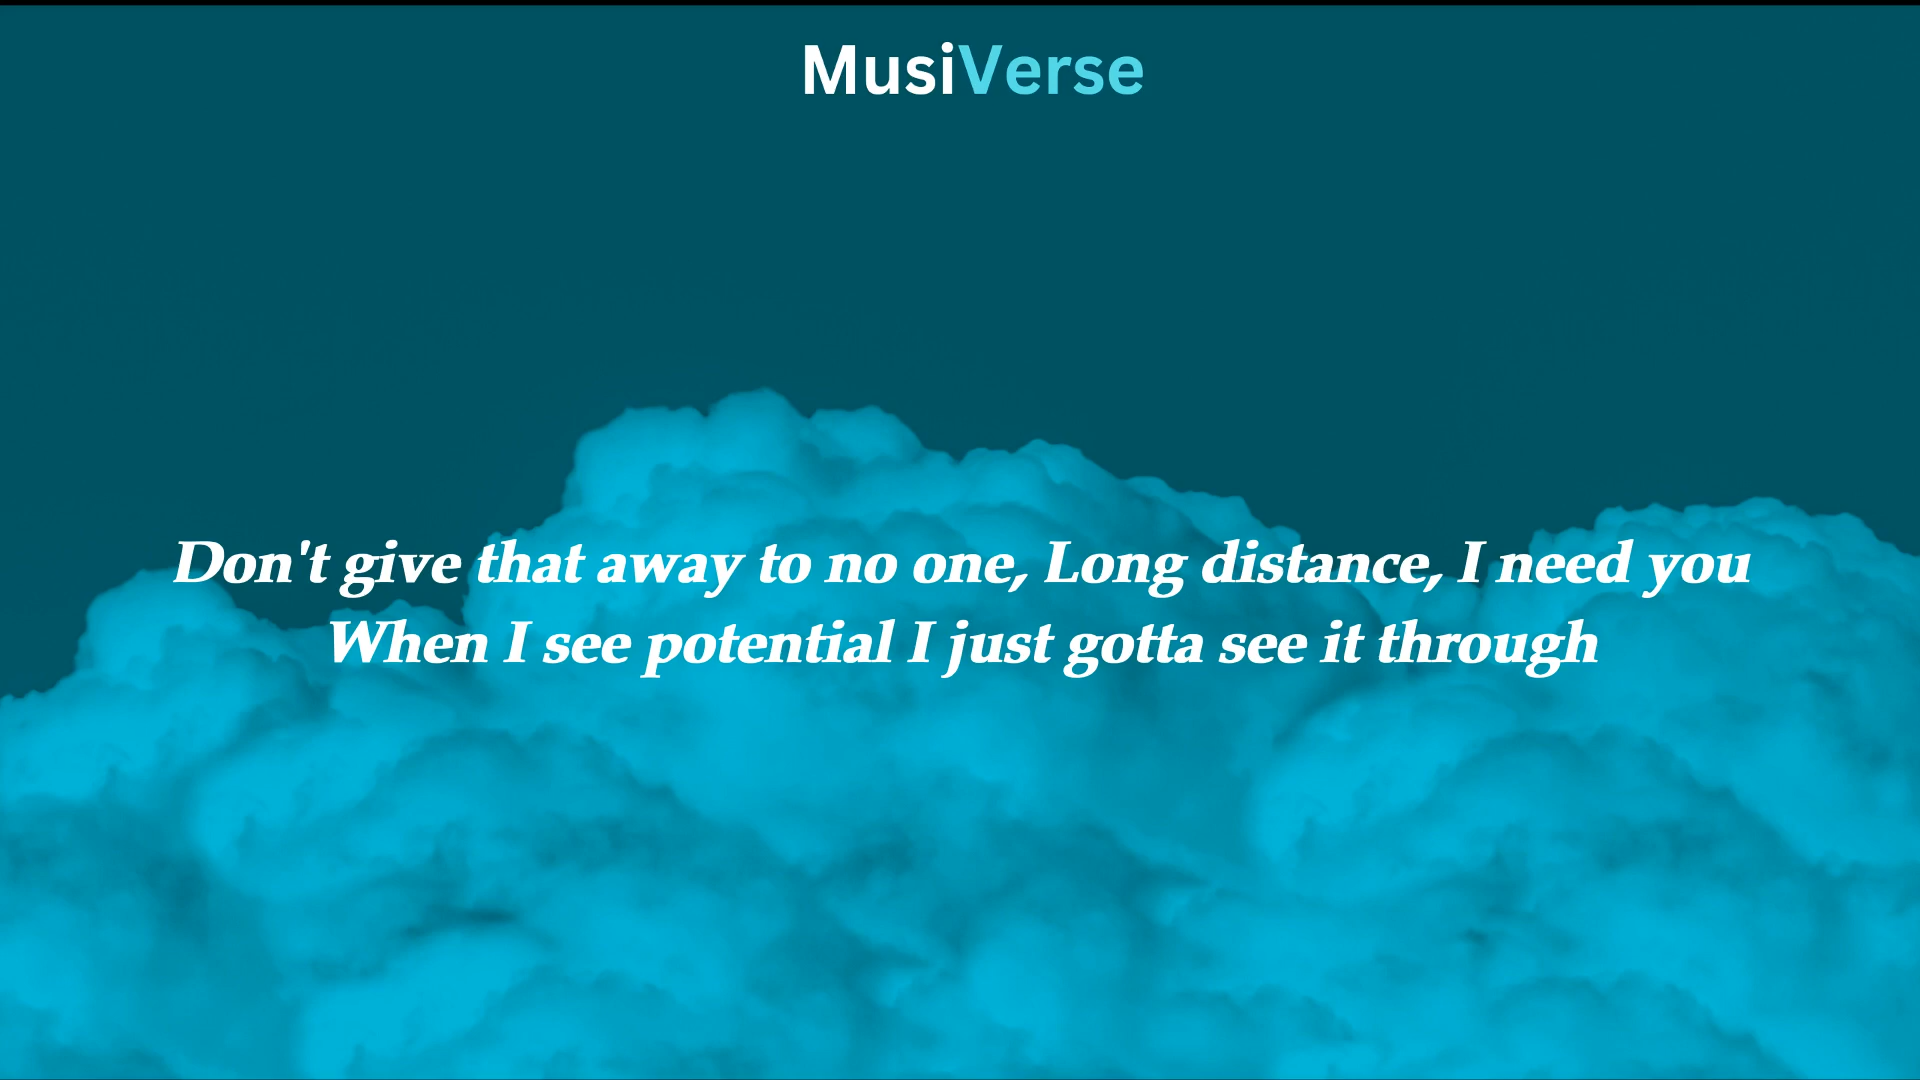 MusiVerse
Don't give that away to no one, Long distance, I need you
When I see potential I just gotta see it through